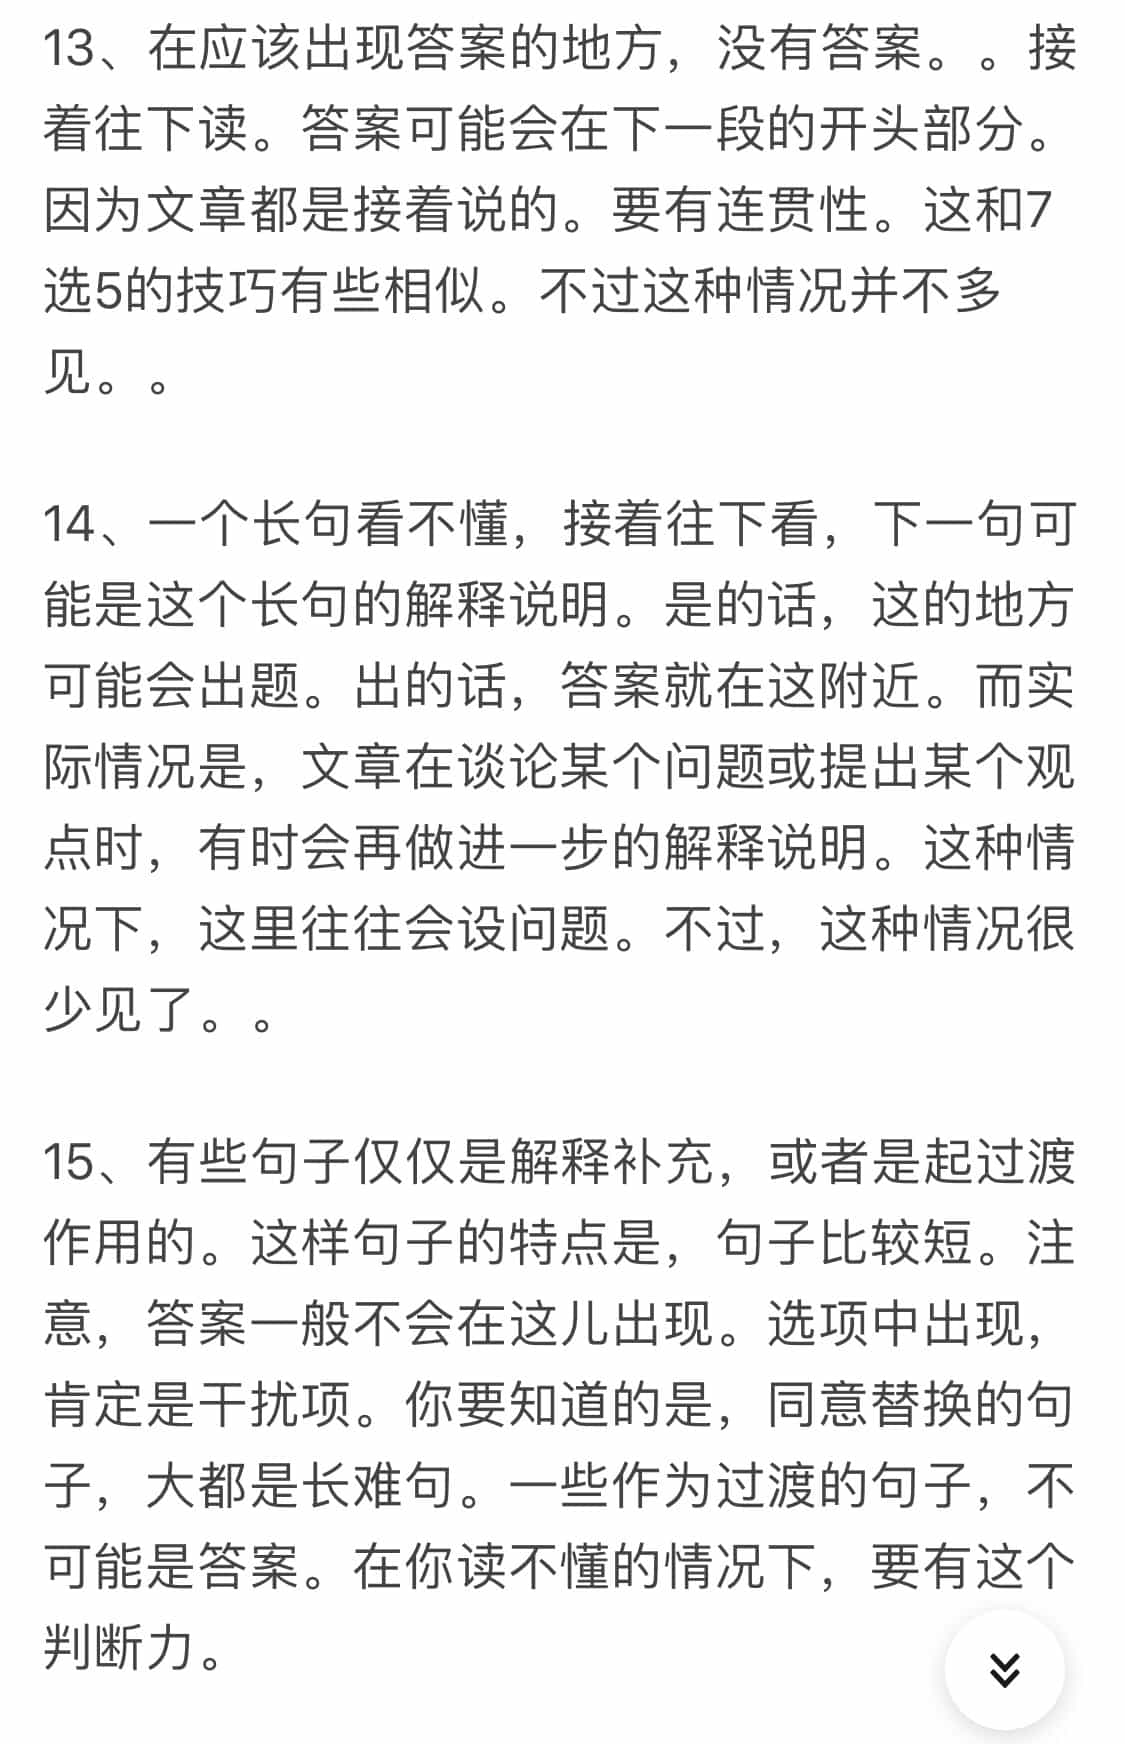 13、在应该出现答案的地方，没有答案。。接
着往下读。答案可能会在下一段的开头部分。
因为文章都是接着说的。要有连贯性。这和7
选5的技巧有些相似。不过这种情况并不多
见。。
14、一个长句看不懂，接着往下看，下一句可
能是这个长句的解释说明。是的话，这的地方
可能会出题。出的话，答案就在这附近。而实
际情况是，文章在谈论某个问题或提出某个观
点时，有时会再做进一步的解释说明。这种情
况下，这里往往会设问题。不过，这种情况很
少见了。。
15、有些句子仅仅是解释补充，或者是起过渡
作用的。这样句子的特点是，句子比较短。注
意，答案一般不会在这儿出现。选项中出现，
肯定是干扰项。你要知道的是，同意替换的句
子，大都是长难句。一些作为过渡的句子，不
可能是答案。在你读不懂的情况下，要有这个
判断力。